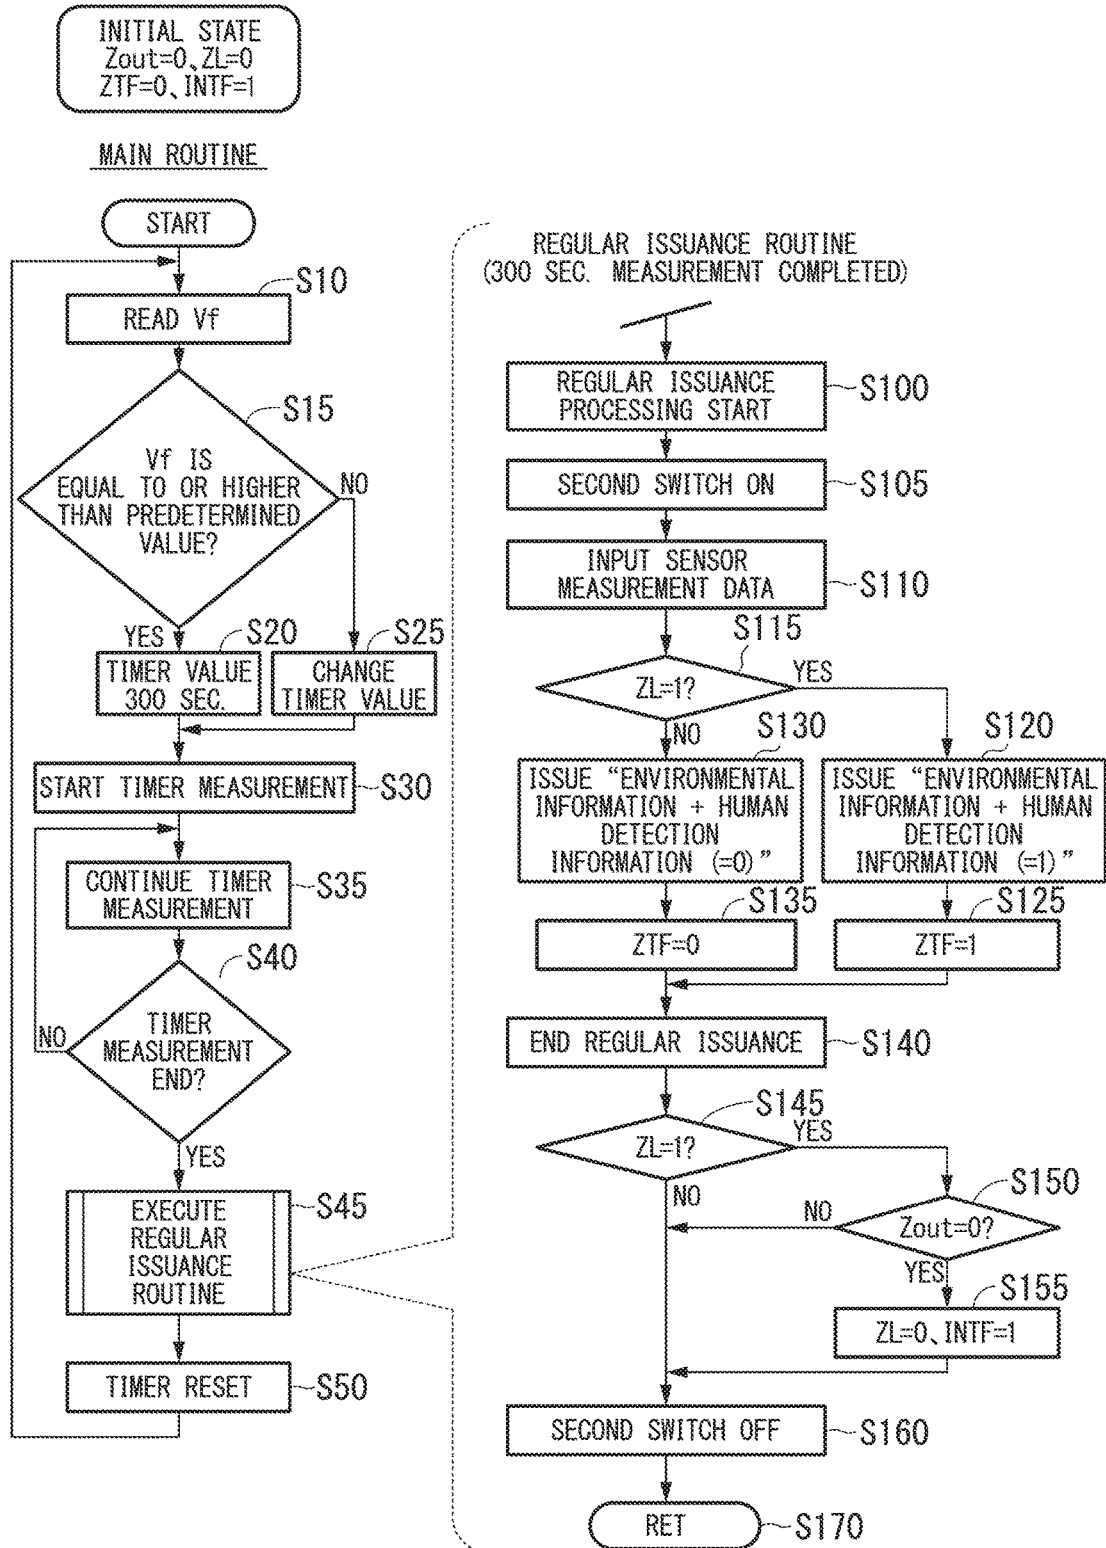 INITIAL STATE
Zout=0、ZL=0
ZTF=0、INTF=1
MAIN ROUTINE
START
S10
READ Vf
S15
Vf IS
EQUAL TO OR HIGHER
THAN PREDETERMINED
VALUE?
NO
YES
S20
TIMER VALUE
300 SEC.
S25
CHANGE
TIMER VALUE
START TIMER MEASUREMENT
S30
CONTINUE TIMER
MEASUREMENT
S35
S40
TIMER
MEASUREMENT
END?
NO
YES
EXECUTE
REGULAR
ISSUANCE
ROUTINE
S45
TIMER RESET
S50
REGULAR ISSUANCE ROUTINE
(300 SEC. MEASUREMENT COMPLETED)
REGULAR ISSUANCE
PROCESSING START
S100
SECOND SWITCH ON
S105
INPUT SENSOR
MEASUREMENT DATA
S110
S115
ZL=1?
YES
NO
S130
ISSUE “ENVIRONMENTAL
INFORMATION + HUMAN
DETECTION
INFORMATION (=0)”
S120
ISSUE “ENVIRONMENTAL
INFORMATION + HUMAN
DETECTION
INFORMATION (=1)”
S135
ZTF=0
S125
ZTF=1
END REGULAR ISSUANCE
S140
S145
ZL=1?
YES
NO
S150
Zout=0?
NO
YES
S155
ZL=0、INTF=1
SECOND SWITCH OFF
S160
RET
S170